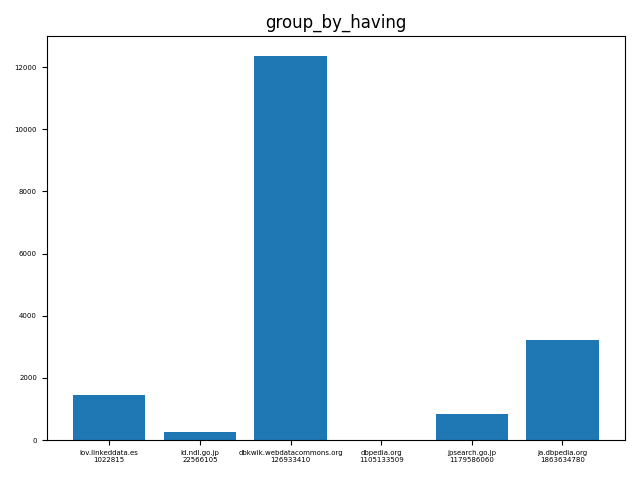 group_by_having
12000
10000
8000
6000
4000
2000
0
lov.linkeddata.es id.ndl.go.jp dbkwik.webdatacommons.org dbpedia.org jpsearch.go.jp ja.dbpedia.org
1022815 22566105 126933410 1105133509 1179586060 1863634780